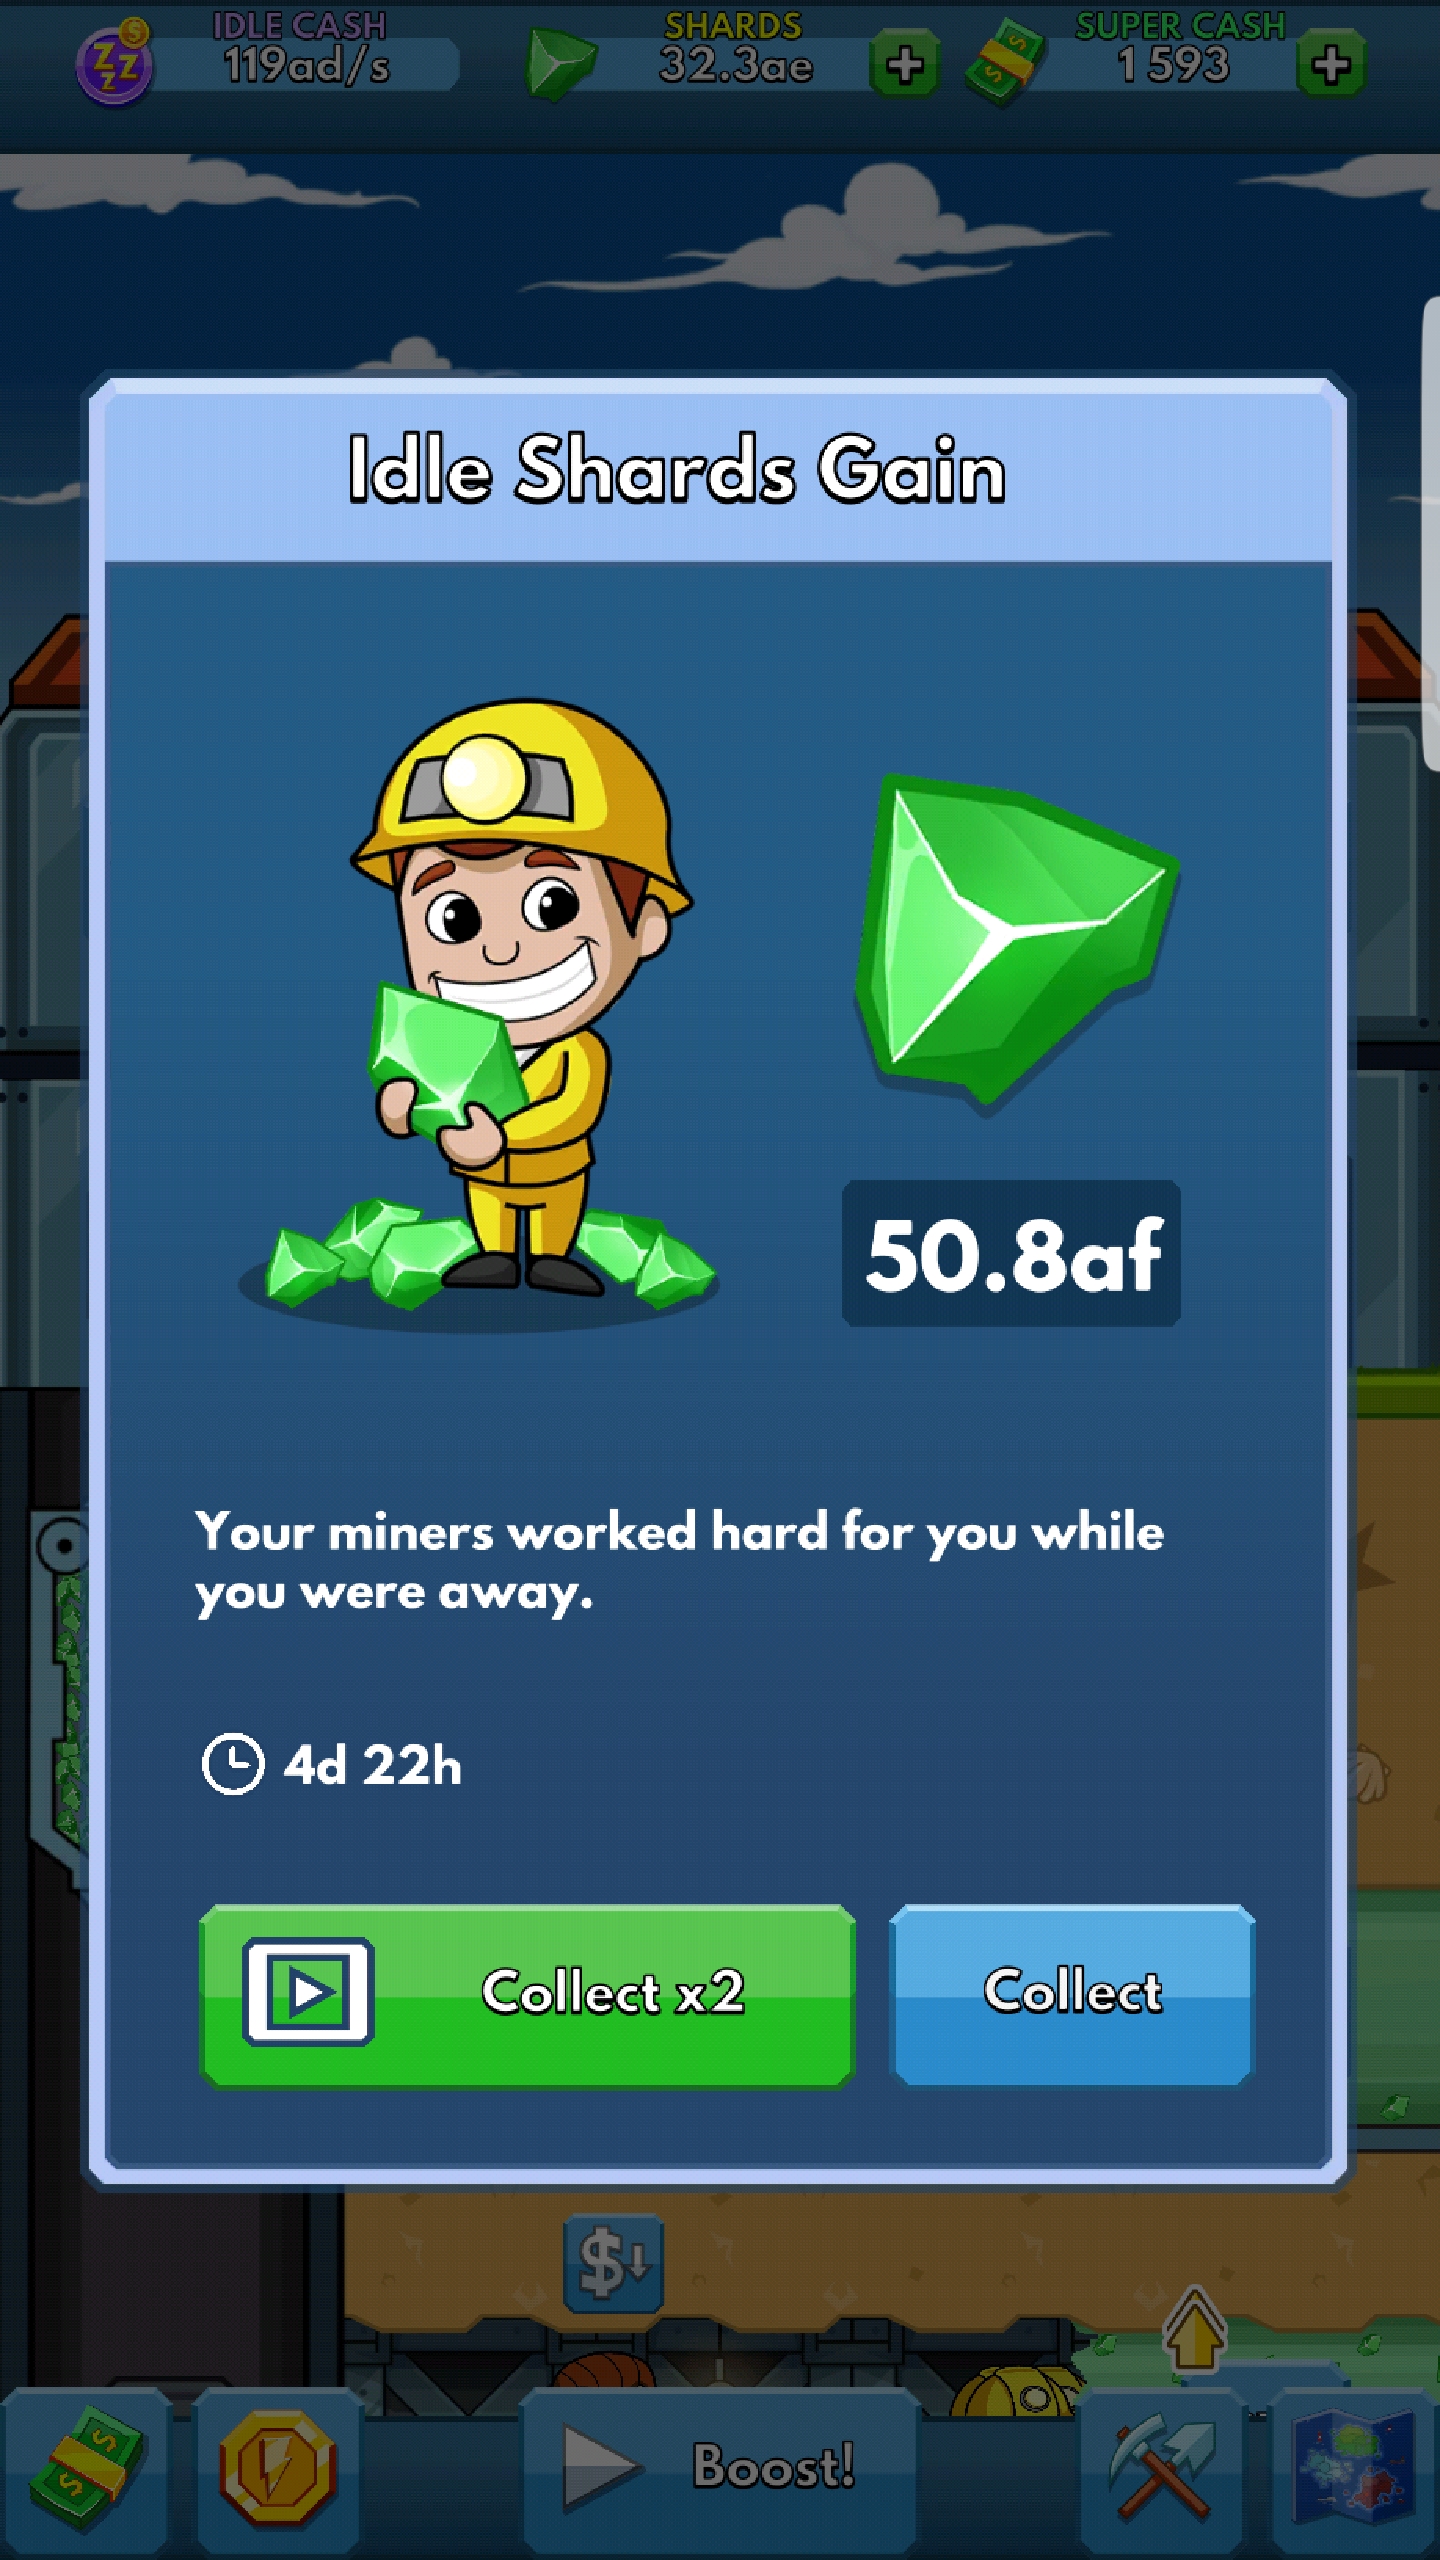 IDLE CASH
119ad/s
SHARDS
32.3ae
SUPER CASH
1 593
Idle Shards Gain
50.8af
Your miners worked hard for you while
you were away.
4d 22h
Collect x2
Collect
Boost!